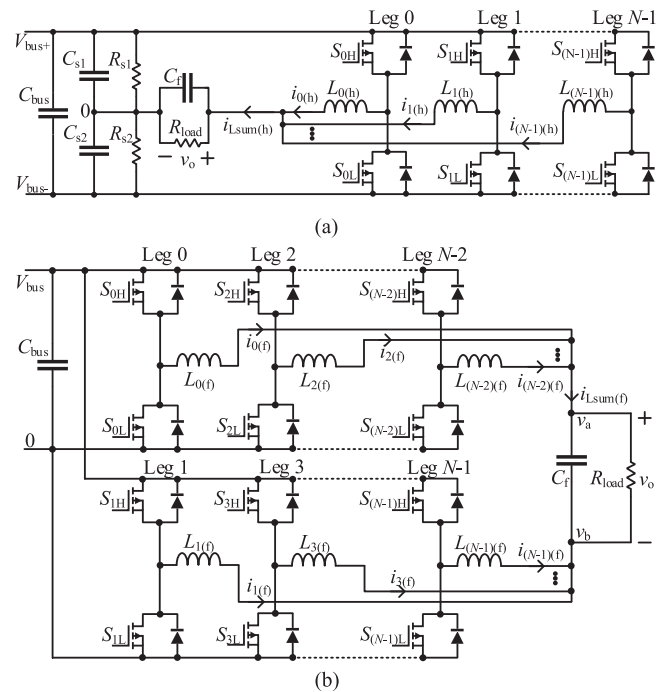 Leg 0 Leg 1 Leg N-1
Vbus+
S0H S1H S(N-1)H
Cs1 Rs1 Cf
L0(h) L1(h) L(N-1)(h)
Cbus 0 i0(h) i1(h)
iLsum(h) i(N-1)(h)
Cs2 Rs2 Rload
− vo +
S0L S1L S(N-1)L
Vbus-
(a)
Leg 0 Leg 2 Leg N-2
Vbus
S0H S2H S(N-2)H
i0(f) i2(f)
Cbus
L0(f) L2(f) L(N-2)(f) i(N-2)(f)
iLsum(f)
S0L S2L S(N-2)L va +
0
Leg 1 Leg 3 Leg N-1 Cf Rload vo
S1H S3H S(N-1)H
vb −
L1(f) L3(f) L(N-1)(f) i(N-1)(f)
i1(f) i3(f)
S1L S3L S(N-1)L
(b)